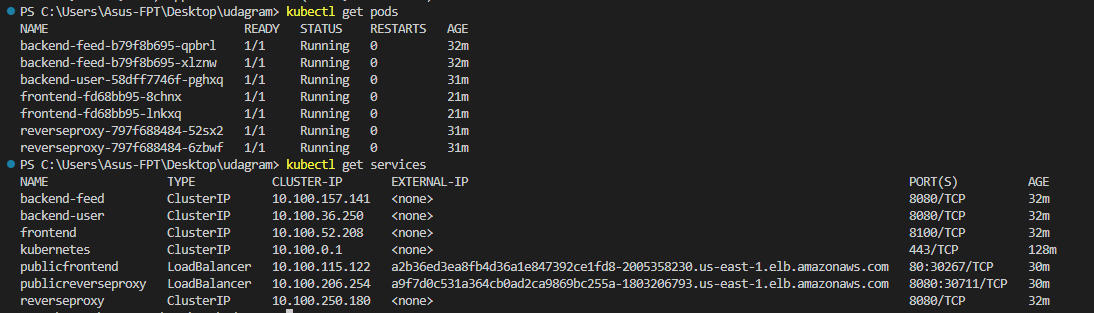 PS C:\Users\Asus-FPT\Desktop\udagram> kubectl get pods
NAME READY STATUS RESTARTS AGE
backend-feed-b79f8b695-qpbrl 1/1 Running 0 32m
backend-feed-b79f8b695-xlznw 1/1 Running 0 32m
backend-user-58dff7746f-pghxq 1/1 Running 0 31m
frontend-fd68bb95-8chnx 1/1 Running 0 21m
frontend-fd68bb95-lnkxq 1/1 Running 0 21m
reverseproxy-797f688484-52sx2 1/1 Running 0 31m
reverseproxy-797f688484-6zbwf 1/1 Running 0 31m
PS C:\Users\Asus-FPT\Desktop\udagram> kubectl get services
NAME TYPE CLUSTER-IP EXTERNAL-IP PORT(S) AGE
backend-feed ClusterIP 10.100.157.141 <none> 8080/TCP 32m
backend-user ClusterIP 10.100.36.250 <none> 8080/TCP 32m
frontend ClusterIP 10.100.52.208 <none> 8100/TCP 32m
kubernetes ClusterIP 10.100.0.1 <none> 443/TCP 128m
publicfrontend LoadBalancer 10.100.115.122 a2b36ed3ea8fb4d36a1e847392ce1fd8-2005358230.us-east-1.elb.amazonaws.com 80:30267/TCP 30m
publicreverseproxy LoadBalancer 10.100.206.254 a9f7d0c531a364cb0ad2ca9869bc255a-1803206793.us-east-1.elb.amazonaws.com 8080:30711/TCP 30m
reverseproxy ClusterIP 10.100.250.180 <none> 8080/TCP 32m